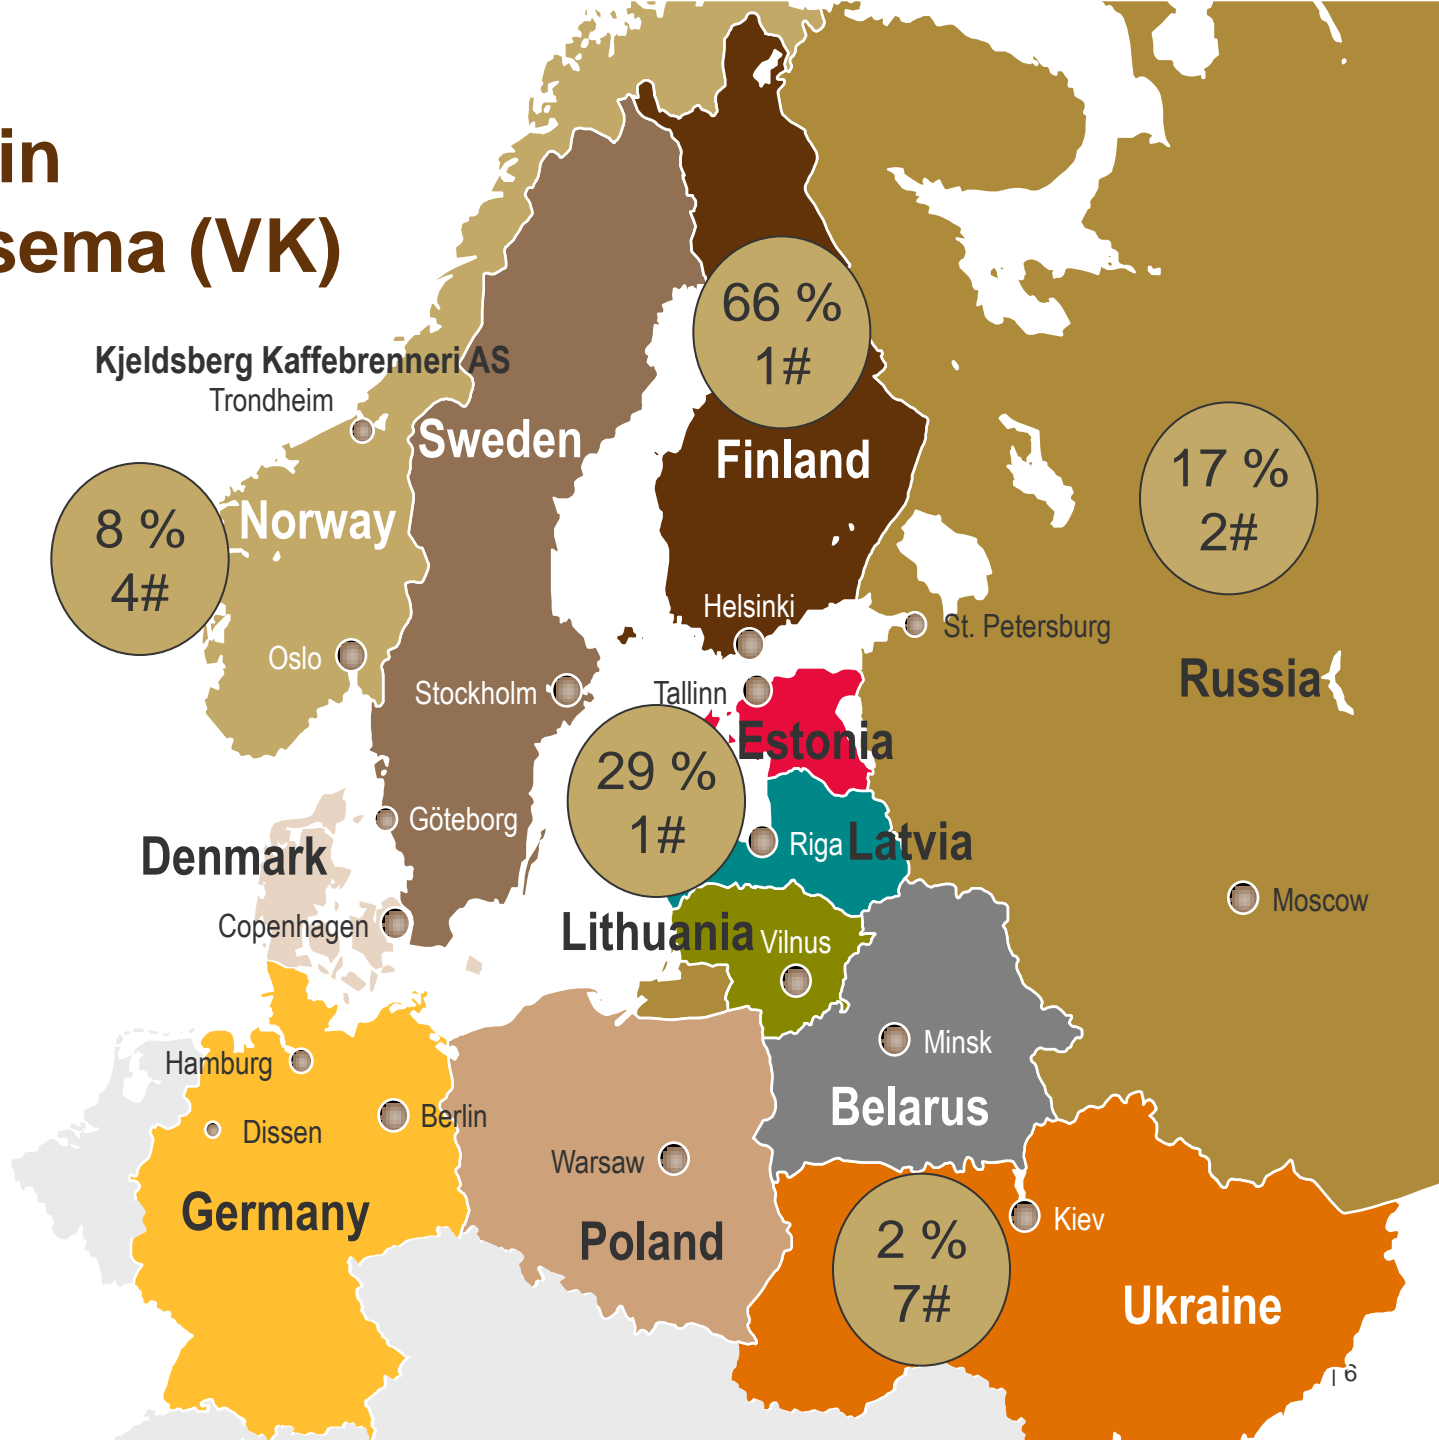 in
sema (VK)
66 %
1#
Kjeldsberg Kaffebrenneri AS
Trondheim
Sweden
Finland
17 %
2#
8 %
4#
Norway
Helsinki
St. Petersburg
Oslo
Stockholm
Tallinn
Russia
Estonia
29 %
1#
Göteborg
Riga
Latvia
Denmark
Copenhagen
Moscow
Lithuania
Vilnus
Minsk
Hamburg
Belarus
Berlin
Dissen
Warsaw
Germany
Kiev
Poland
2 %
7#
Ukraine
| 6